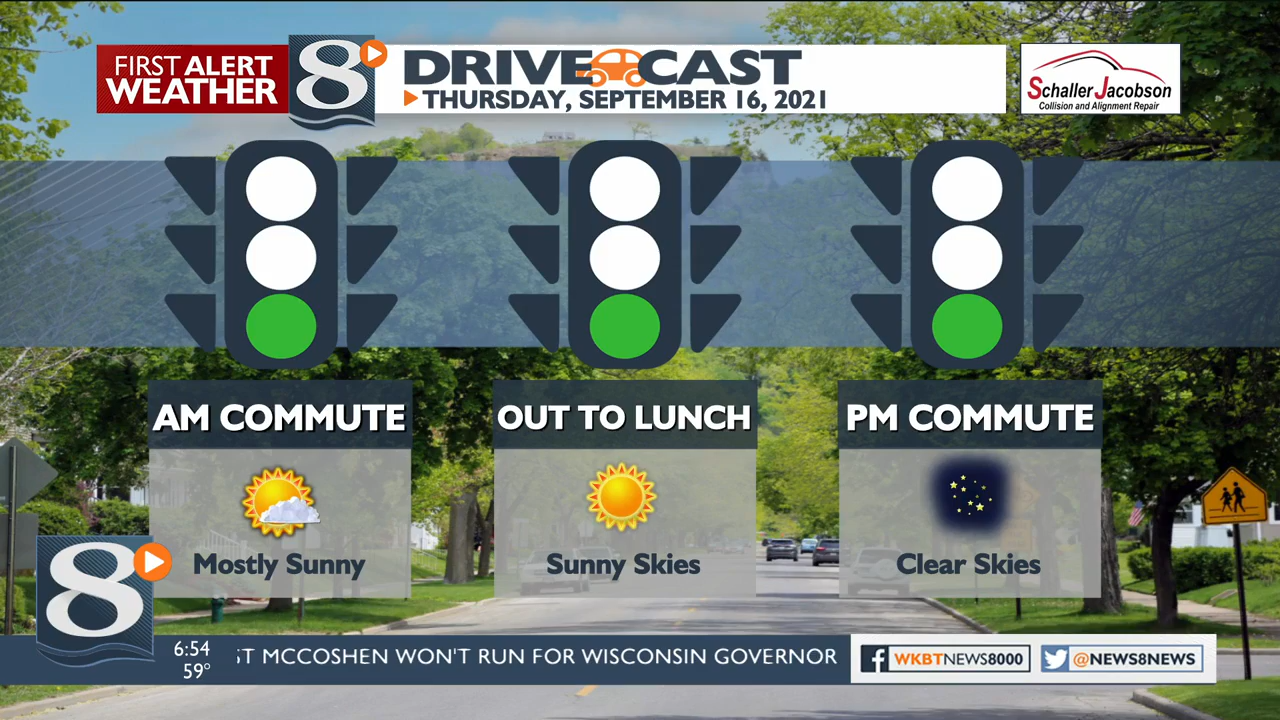 FIRST ALERT
WEATHER
8
DRIVE CAST
THURSDAY, SEPTEMBER 16, 2021
Schaller Jacobson
Collision and Alignment Repair
AM COMMUTE
OUT TO LUNCH
PM COMMUTE
Mostly Sunny
Sunny Skies
Clear Skies
8
6:54
59°
MCCOSHEN WON'T RUN FOR WISCONSIN GOVERNOR
WKBTNEWS8000
@NEWS8NEWS